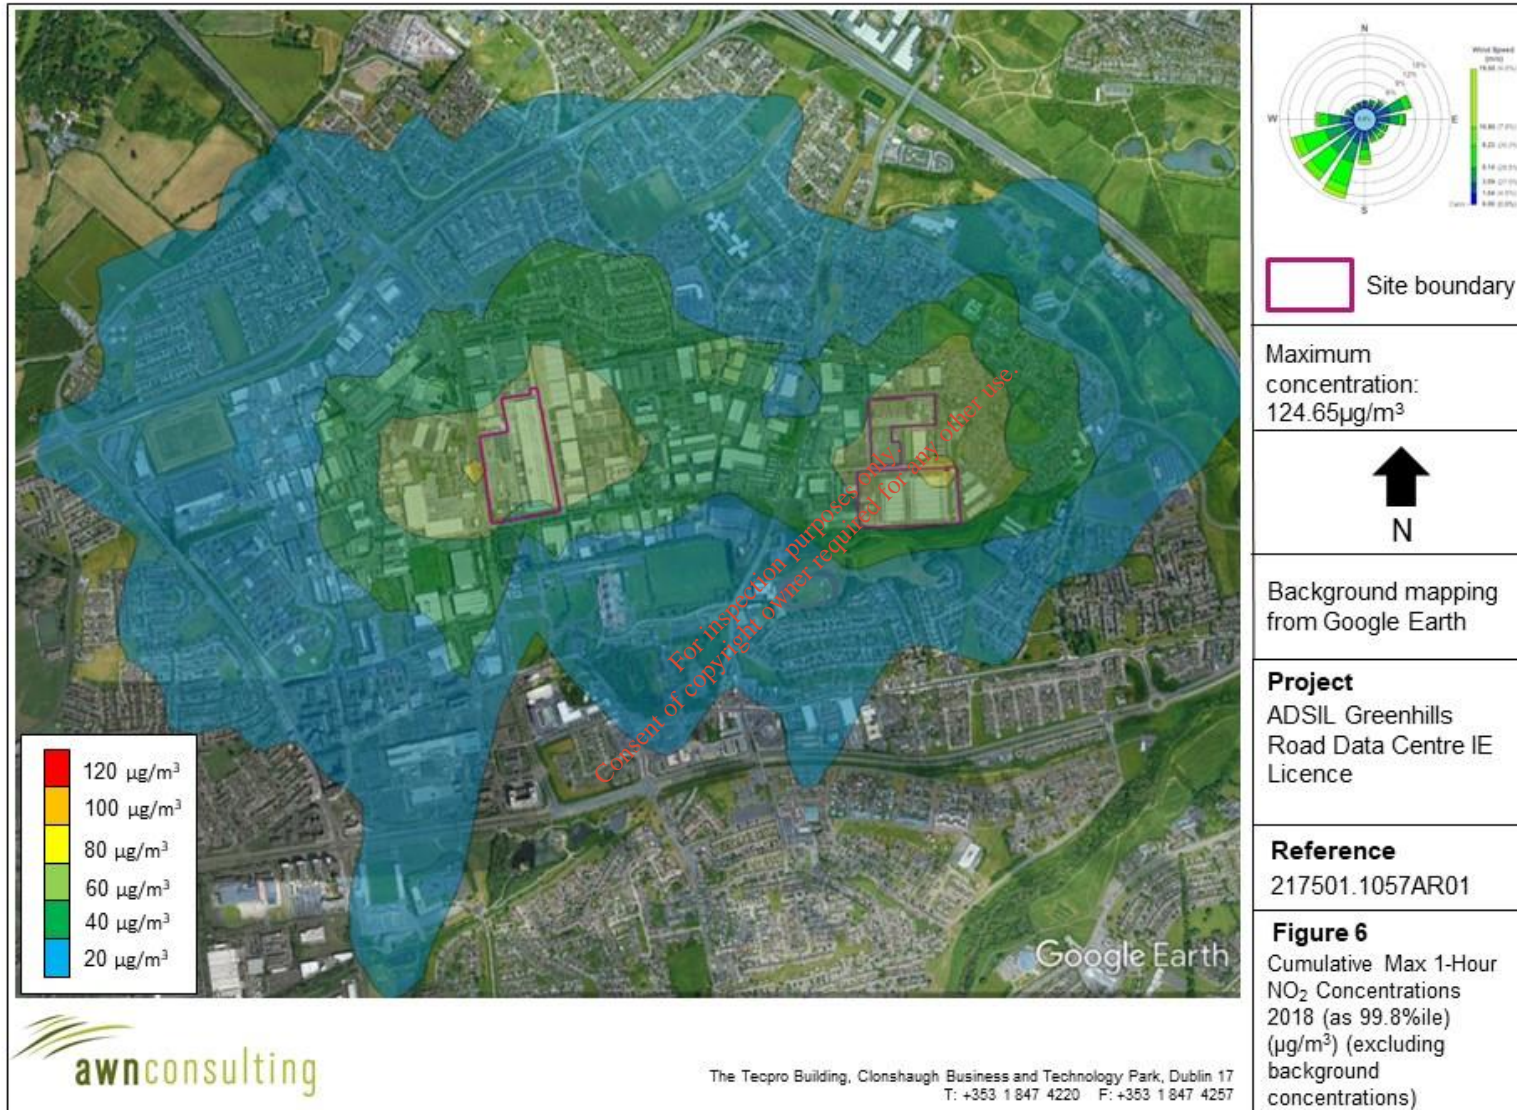 N
W
E
S
Wind Speed
Site boundary
Maximum
concentration:
124.65µg/m³
N
Background mapping
from Google Earth
Project
ADSIL Greenhills
Road Data Centre IE
Licence
Reference
217501.1057AR01
Figure 6
Cumulative Max 1-Hour
NO₂ Concentrations
2018 (as 99.8%ile)
(µg/m³) (excluding
background
concentrations)
For inspection purposes only.
Consent of copyright owner required for any other use.
120 µg/m³
100 µg/m³
80 µg/m³
60 µg/m³
40 µg/m³
20 µg/m³
Google Earth
awnconsulting
The Tecpro Building, Clonshaugh Business and Technology Park, Dublin 17
T: +353 1 847 4220 F: +353 1 847 4257